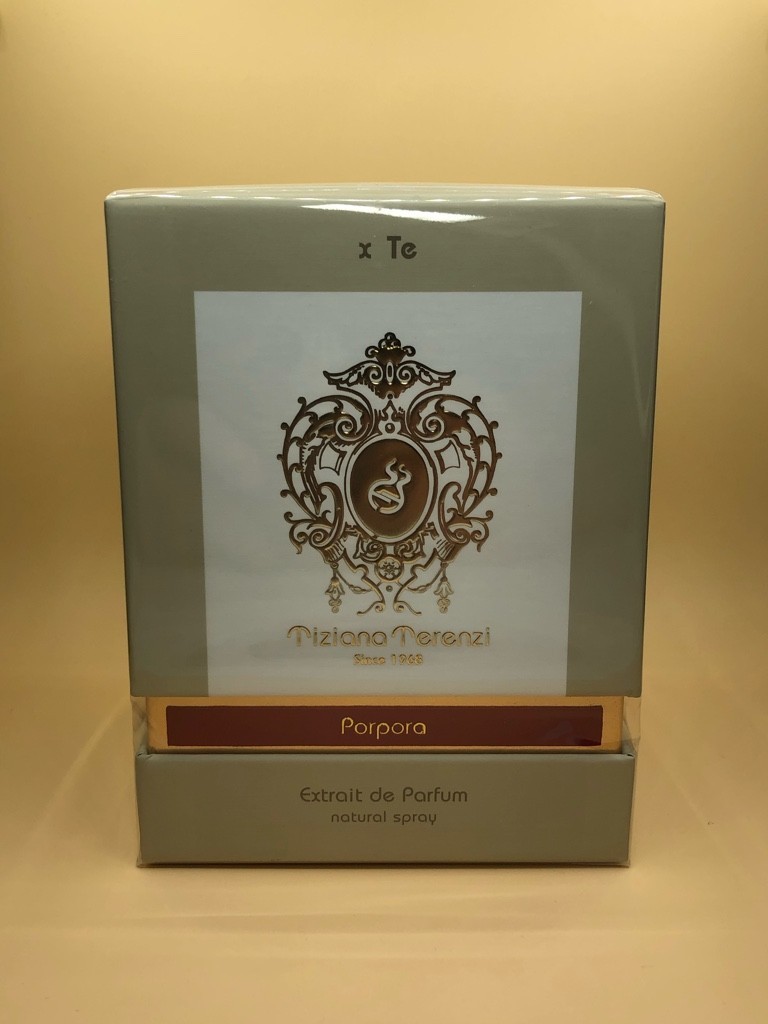 x Te
Tiziana Terenzi
Since 1968
Porpora
Extrait de Parfum
natural spray